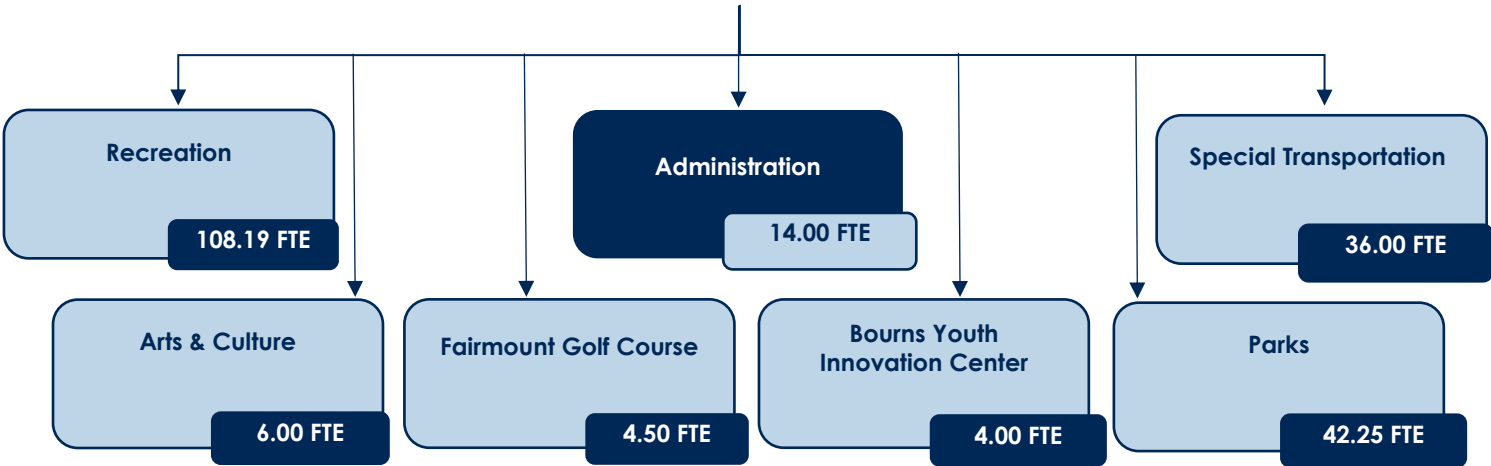 Recreation
108.19 FTE
Administration
14.00 FTE
Special Transportation
36.00 FTE
Arts & Culture
6.00 FTE
Fairmount Golf Course
4.50 FTE
Bourns Youth
Innovation Center
4.00 FTE
Parks
42.25 FTE